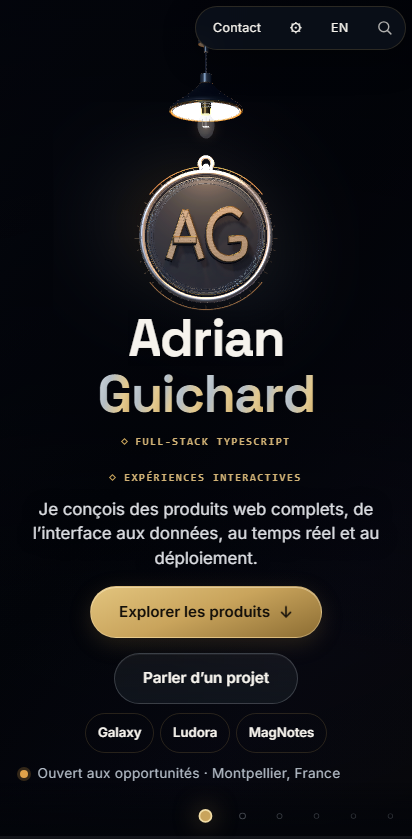 Contact EN
AG
Adrian
Guichard
FULL-STACK TYPESCRIPT
EXPÉRIENCES INTERACTIVES
Je conçois des produits web complets, de
l’interface aux données, au temps réel et au
déploiement.
Explorer les produits ↓
Parler d’un projet
Galaxy Ludora MagNotes
Ouvert aux opportunités · Montpellier, France